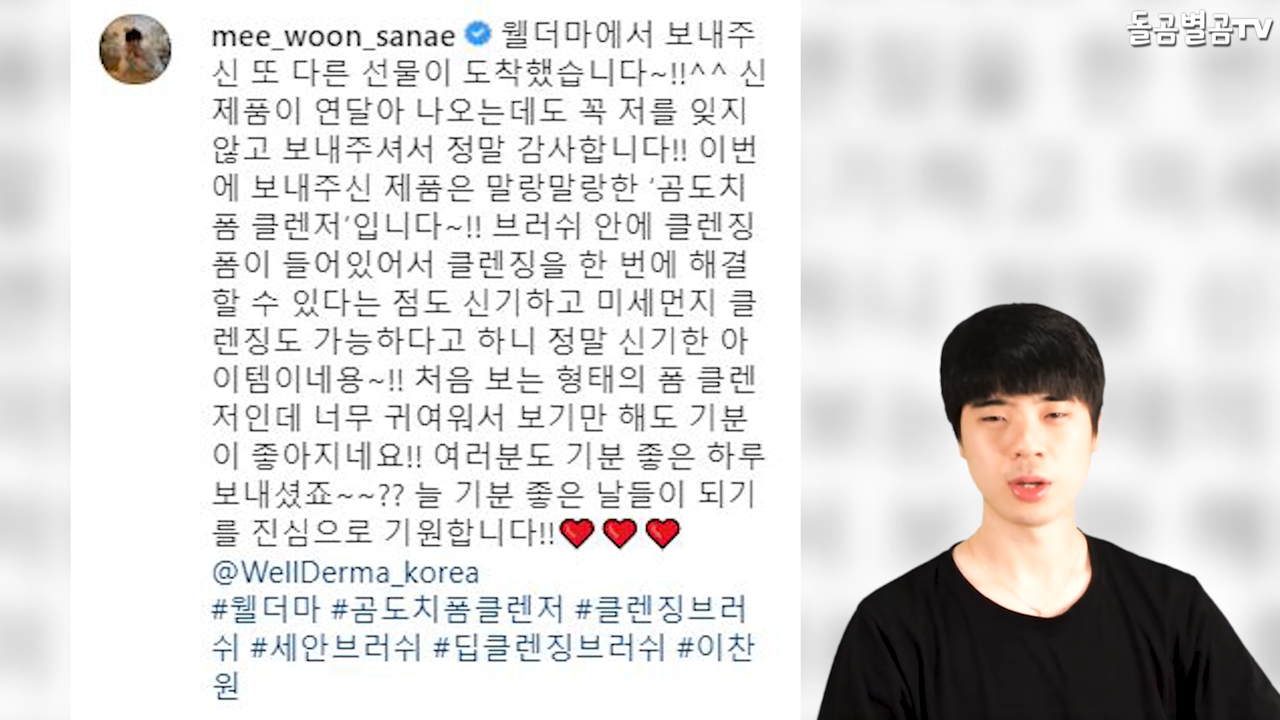 돌곰별곰TV
mee_woon_sanae 웰더마에서 보내주
신 또 다른 선물이 도착했습니다~!!^^ 신
제품이 연달아 나오는데도 꼭 저를 잊지
않고 보내주셔서 정말 감사합니다!! 이번
에 보내주신 제품은 말랑말랑한 '곰도치
폼 클렌저'입니다~!! 브러쉬 안에 클렌징
폼이 들어있어서 클렌징을 한 번에 해결
할 수 있다는 점도 신기하고 미세먼지 클
렌징도 가능하다고 하니 정말 신기한 아
이템이네용~!! 처음 보는 형태의 폼 클렌
저인데 너무 귀여워서 보기만 해도 기분
이 좋아지네요!! 여러분도 기분 좋은 하루
보내셨죠~~?? 늘 기분 좋은 날들이 되기
를 진심으로 기원합니다!!❤❤❤
@WellDerma_korea
#웰더마 #곰도치폼클렌저 #클렌징브러
쉬 #세안브러쉬 #딥클렌징브러쉬 #이찬
원